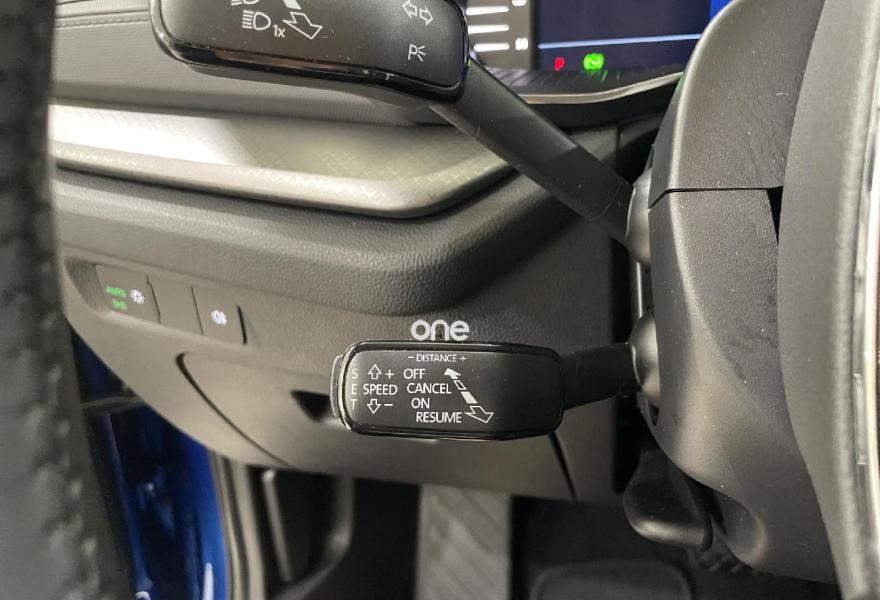 1x
P
AUTO
one
− DISTANCE +
S E T
+ OFF
SPEED CANCEL
− ON
RESUME